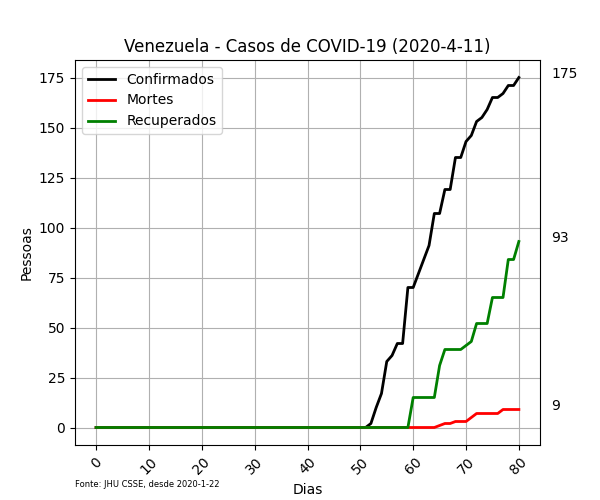 Venezuela - Casos de COVID-19 (2020-4-11)
Confirmados
Mortes
Recuperados
175
150
125
100
75
50
25
0
Pessoas
175
93
9
0 10 20 30 40 50 60 70 80
Dias
Fonte: JHU CSSE, desde 2020-1-22